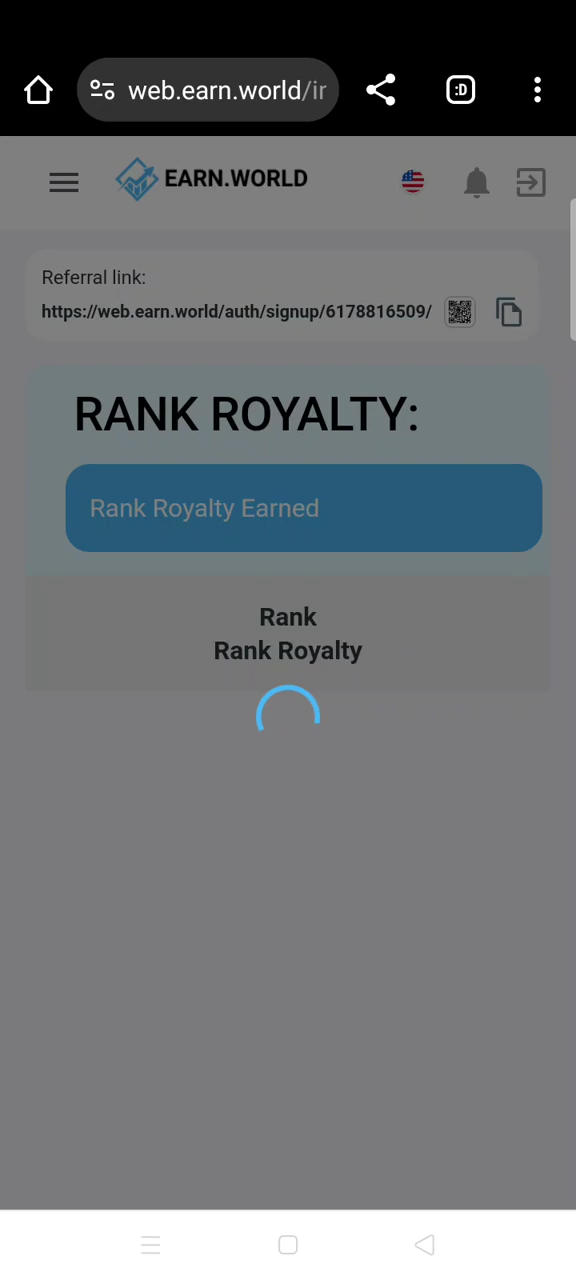 :D
web.earn.world/ir
EARN.WORLD
Referral link:
https://web.earn.world/auth/signup/6178816509/
RANK ROYALTY:
Rank Royalty Earned
Rank
Rank Royalty